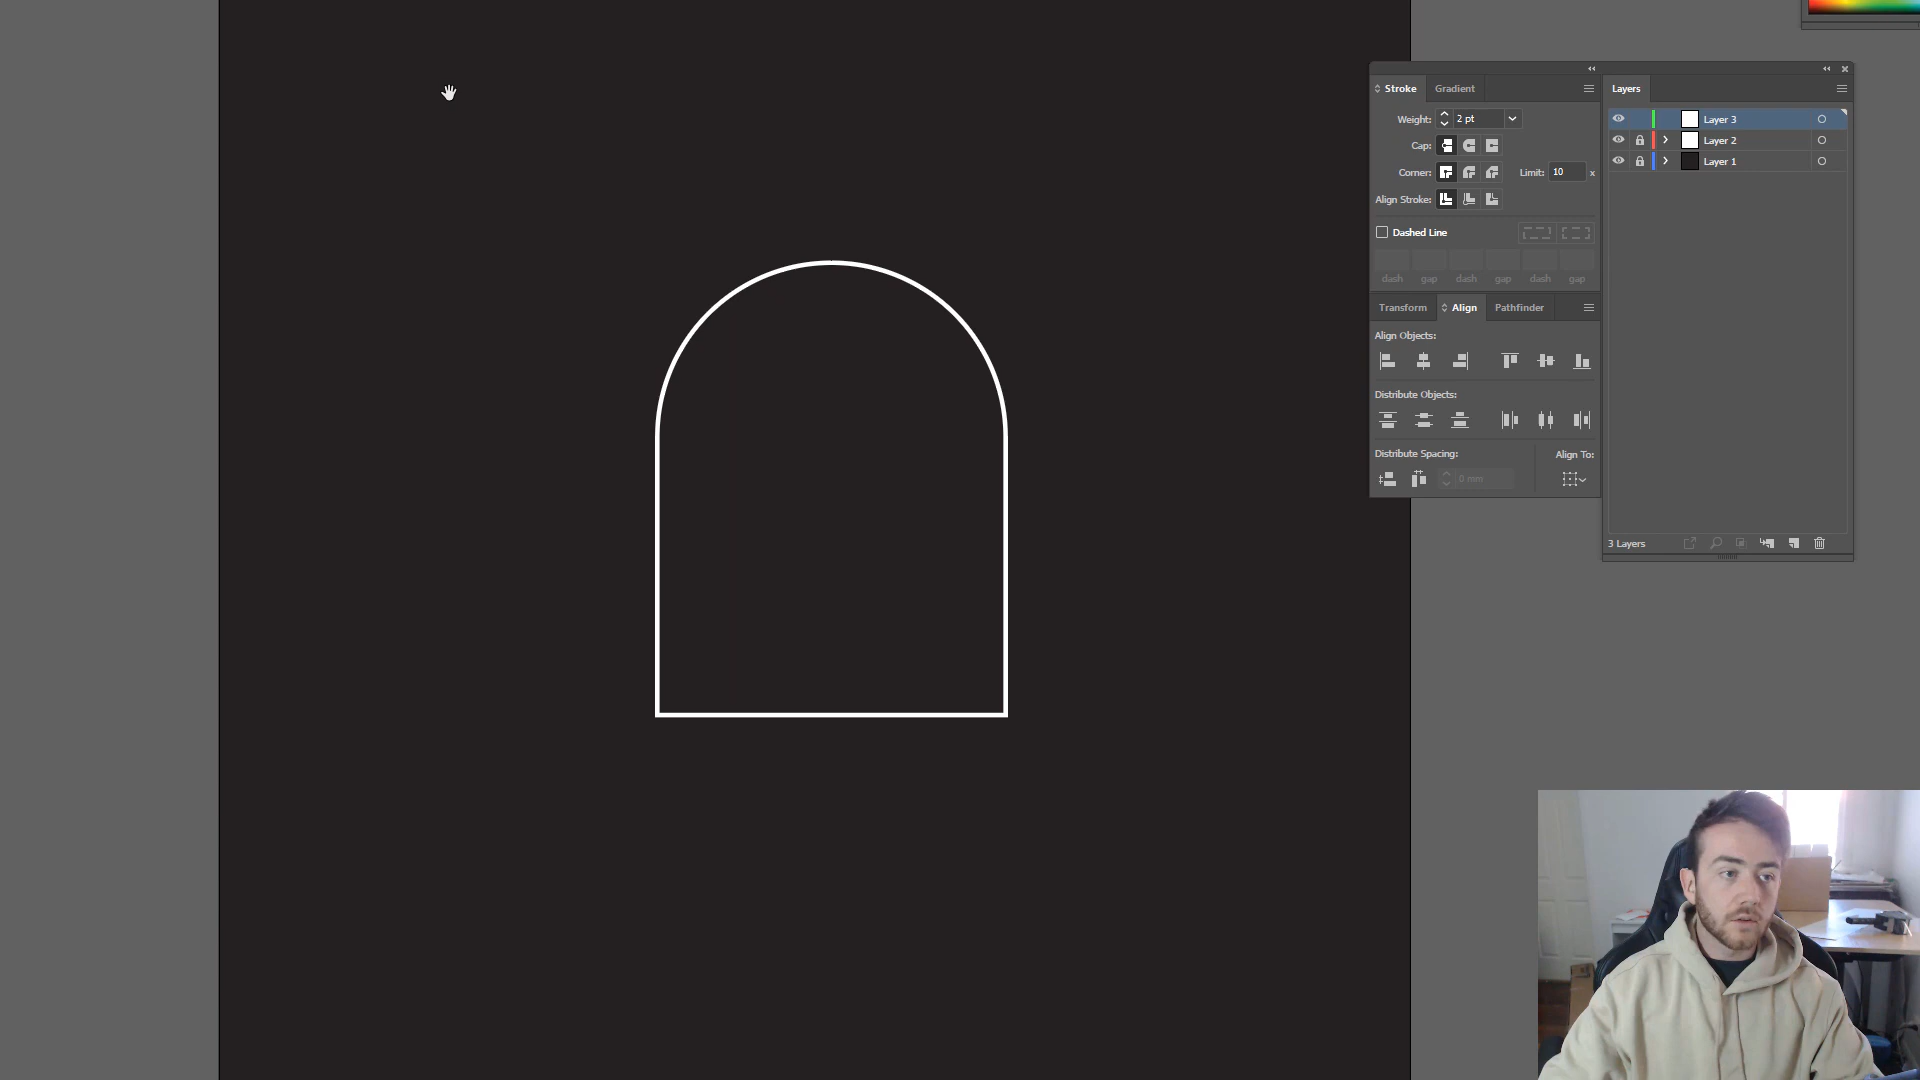 Stroke
Gradient
Weight: 2 pt
Cap:
Corner:
Limit: 10 x
Align Stroke:
Dashed Line
dash gap dash gap dash gap
Transform
Align
Pathfinder
Align Objects:
Distribute Objects:
Distribute Spacing:
Align To:
0 mm
Layers
Layer 3
Layer 2
Layer 1
3 Layers